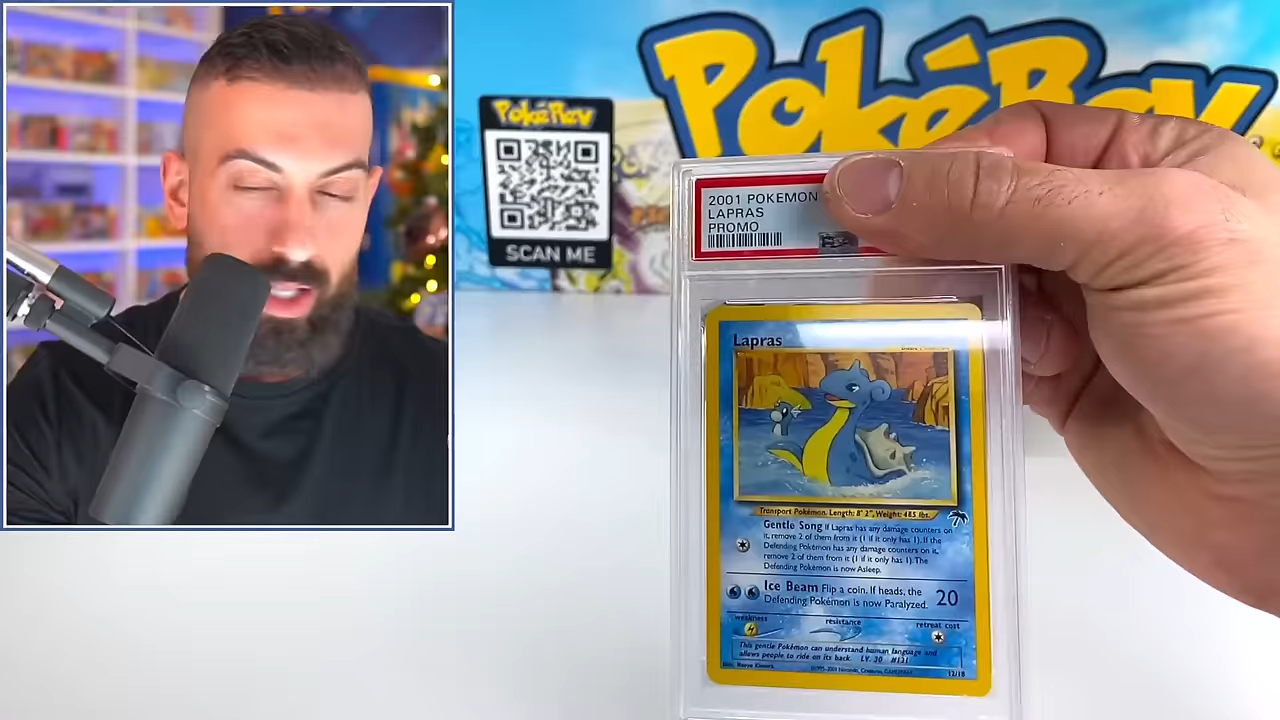 PokéRev
PokéRev
SCAN ME
2001 POKEMON
LAPRAS
PROMO
Lapras
Transport Pokémon. Length: 8' 2", Weight: 485 lbs.
Gentle Song If Lapras has any damage counters on
it, remove 2 of them from it (1 if it only has 1). If the
Defending Pokémon has any damage counters on it,
remove 2 of them from it (1 if it only has 1). The
Defending Pokémon is now Asleep.
Ice Beam Flip a coin. If heads, the
Defending Pokémon is now Paralyzed. 20
weakness resistance retreat cost
This gentle Pokémon can understand human language and
allows people to ride on its back. LV. 30 #131
12/18